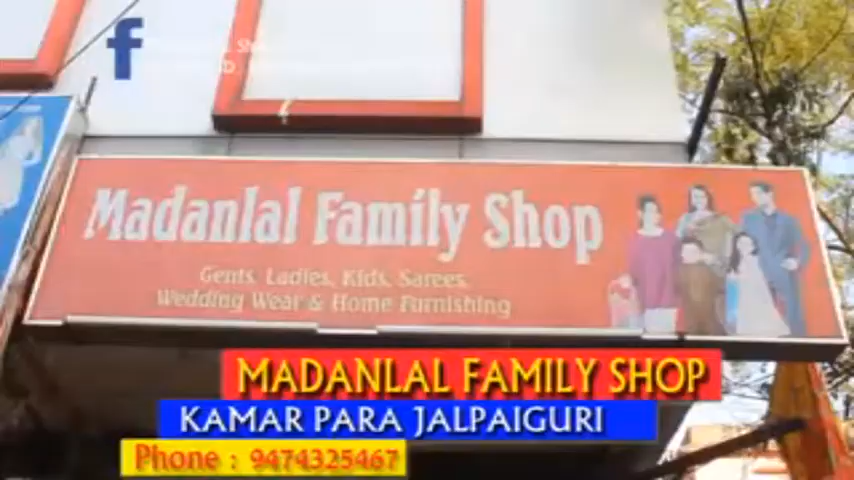 f
Madanlal Family Shop
Gents, Ladies, Kids, Sarees,
Wedding Wear & Home Furnishing
MADANLAL FAMILY SHOP
KAMAR PARA JALPAIGURI
Phone : 9474325467